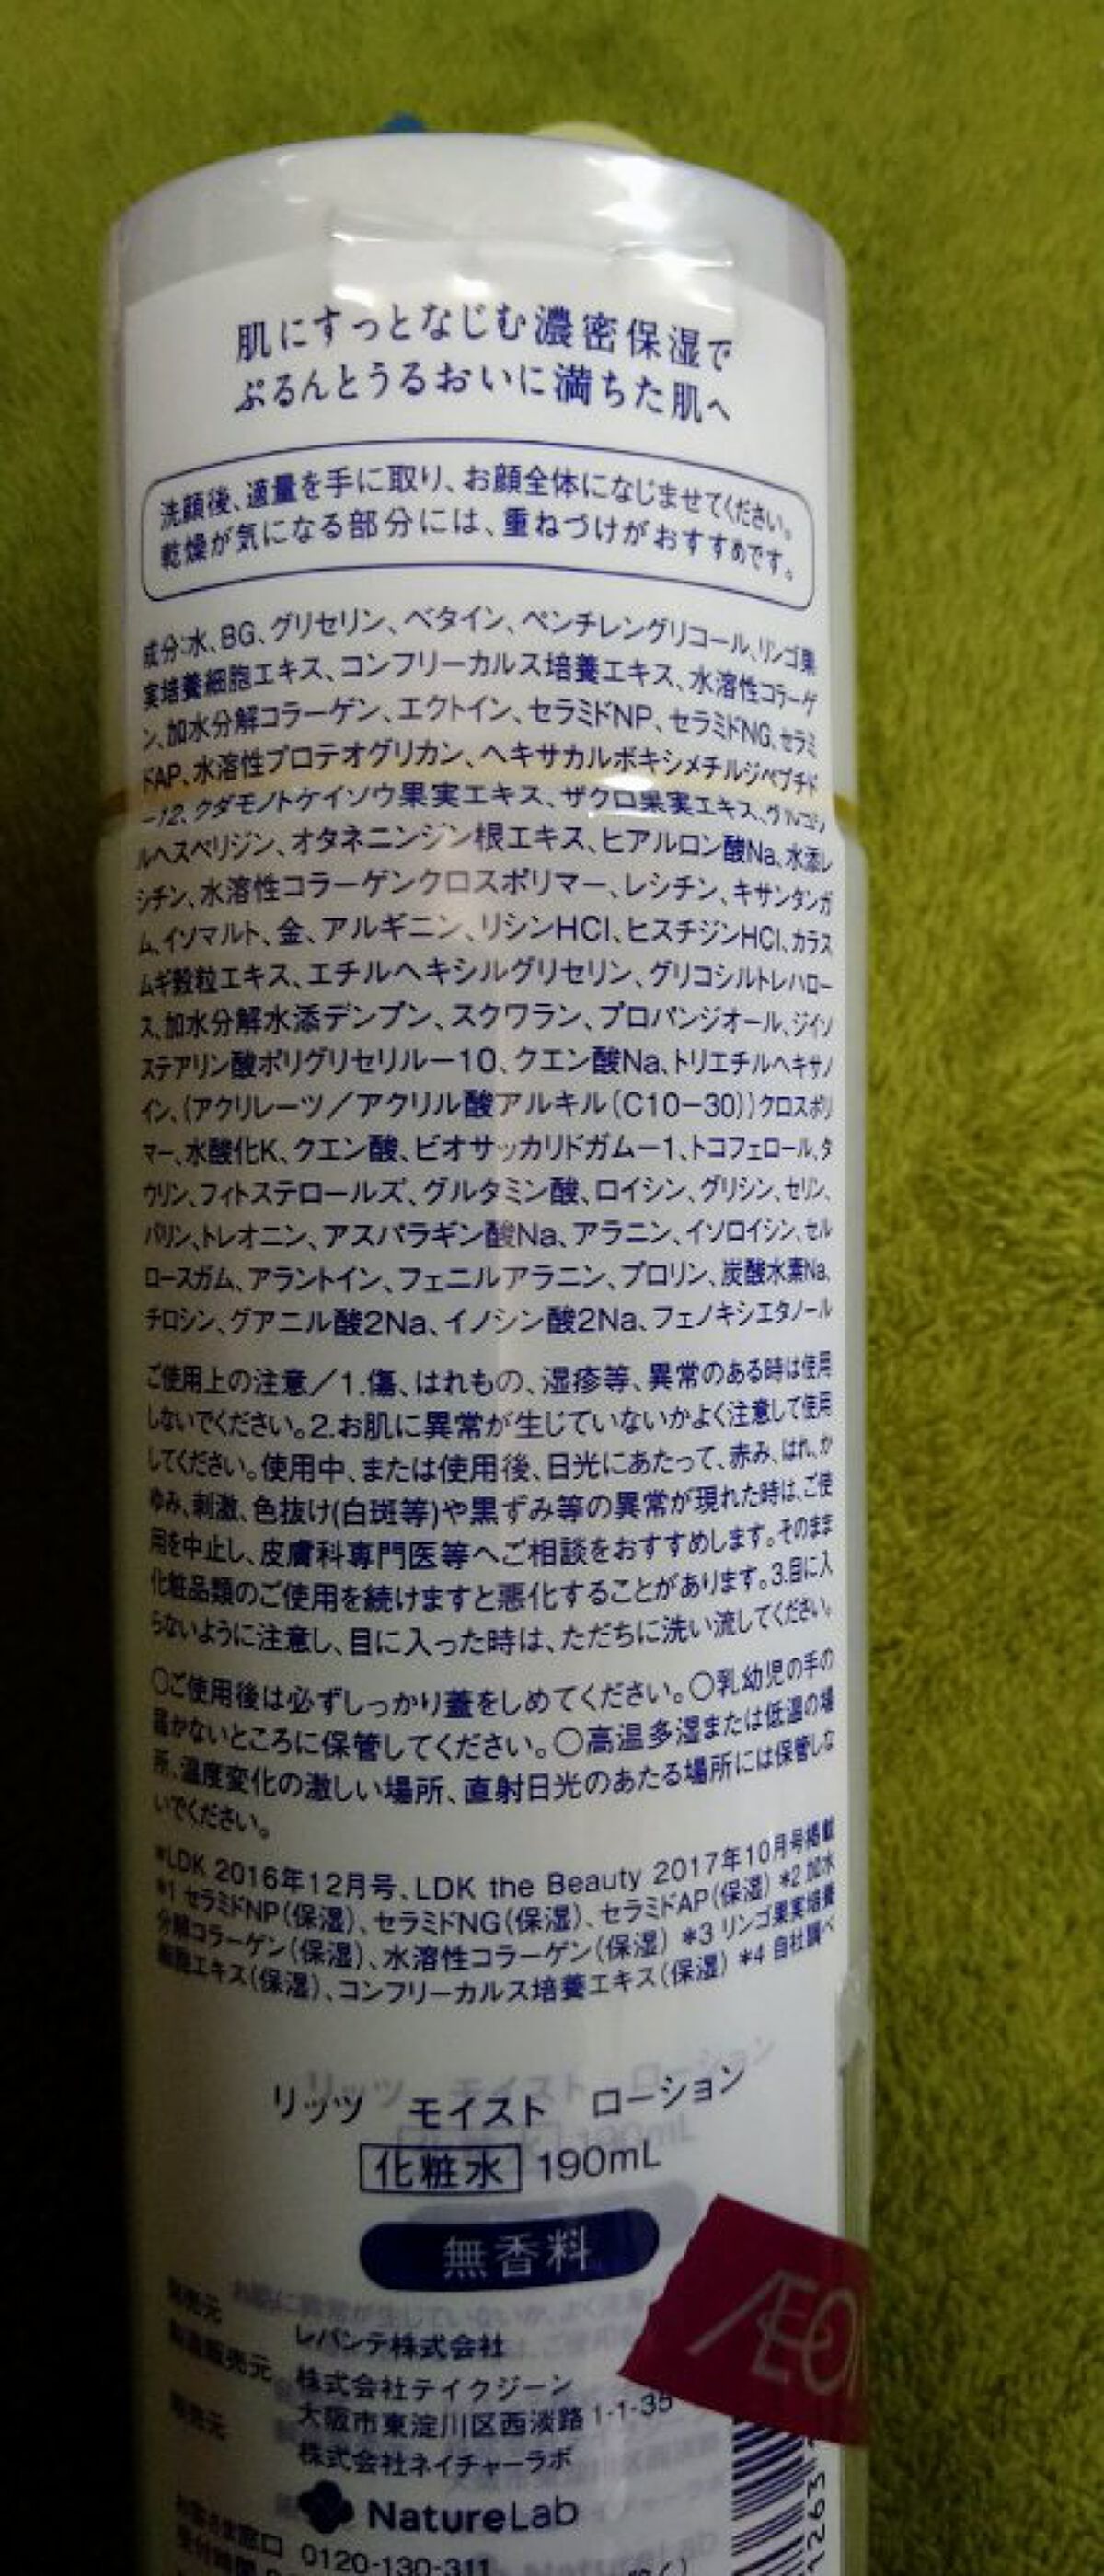 肌にすっとなじむ濃密保湿で
ぷるんとうるおいに満ちた肌へ
洗顔後、適量を手に取り、お顔全体になじませてください。
乾燥が気になる部分には、重ねづけがおすすめです。
成分:水、BG、グリセリン、ベタイン、ペンチレングリコール、リンゴ果
実培養細胞エキス、コンフリーカルス培養エキス、水溶性コラーゲ
ン、加水分解コラーゲン、エクトイン、セラミドNP、セラミドNG、セラミ
ドAP、水溶性プロテオグリカン、ヘキサカルボキシメチルジペプチド
－12、クダモノトケイソウ果実エキス、ザクロ果実エキス、グルコシ
ルヘスペリジン、オタネニンジン根エキス、ヒアルロン酸Na、水添レ
シチン、水溶性コラーゲンクロスポリマー、レシチン、キサンタンガ
ム、イソマルト、金、アルギニン、リシンHCl、ヒスチジンHCl、カラス
ムギ穀粒エキス、エチルヘキシルグリセリン、グリコシルトレハロー
ス、加水分解水添デンプン、スクワラン、プロパンジオール、ジイソ
ステアリン酸ポリグリセリル－10、クエン酸Na、トリエチルヘキサノ
イン、(アクリレーツ／アクリル酸アルキル(C10－30))クロスポリ
マー、水酸化K、クエン酸、ビオサッカリドガム－1、トコフェロール、タ
ウリン、フィトステロールズ、グルタミン酸、ロイシン、グリシン、セリン、
バリン、トレオニン、アスパラギン酸Na、アラニン、イソロイシン、セル
ロースガム、アラントイン、フェニルアラニン、プロリン、炭酸水素Na、
チロシン、グアニル酸2Na、イノシン酸2Na、フェノキシエタノール
ご使用上の注意／1.傷、はれもの、湿疹等、異常のある時は使用
しないでください。2.お肌に異常が生じていないかよく注意して使用
してください。使用中、または使用後、日光にあたって、赤み、はれ、か
ゆみ、刺激、色抜け(白斑等)や黒ずみ等の異常が現れた時は、ご使
用を中止し、皮膚科専門医等へご相談をおすすめします。そのまま
化粧品類のご使用を続けますと悪化することがあります。3.目に入
らないように注意し、目に入った時は、ただちに洗い流してください。
○ご使用後は必ずしっかり蓋をしめてください。○乳幼児の手の
届かないところに保管してください。○高温多湿または低温の場
所、温度変化の激しい場所、直射日光のあたる場所には保管しな
いでください。
*LDK 2016年12月号、LDK the Beauty 2017年10月号掲載
*1 セラミドNP(保湿)、セラミドNG(保湿)、セラミドAP(保湿) *2 加水
分解コラーゲン(保湿)、水溶性コラーゲン(保湿) *3 リンゴ果実培養
細胞エキス(保湿)、コンフリーカルス培養エキス(保湿) *4 自社調べ
リッツ モイスト ローション
化粧水 190mL
無香料
発売元 レバンテ株式会社
製造販売元 株式会社テイクジーン
大阪市東淀川区西淡路 1-1-35
株式会社ネイチャーラボ
NatureLab
0120-130-311
ÆON